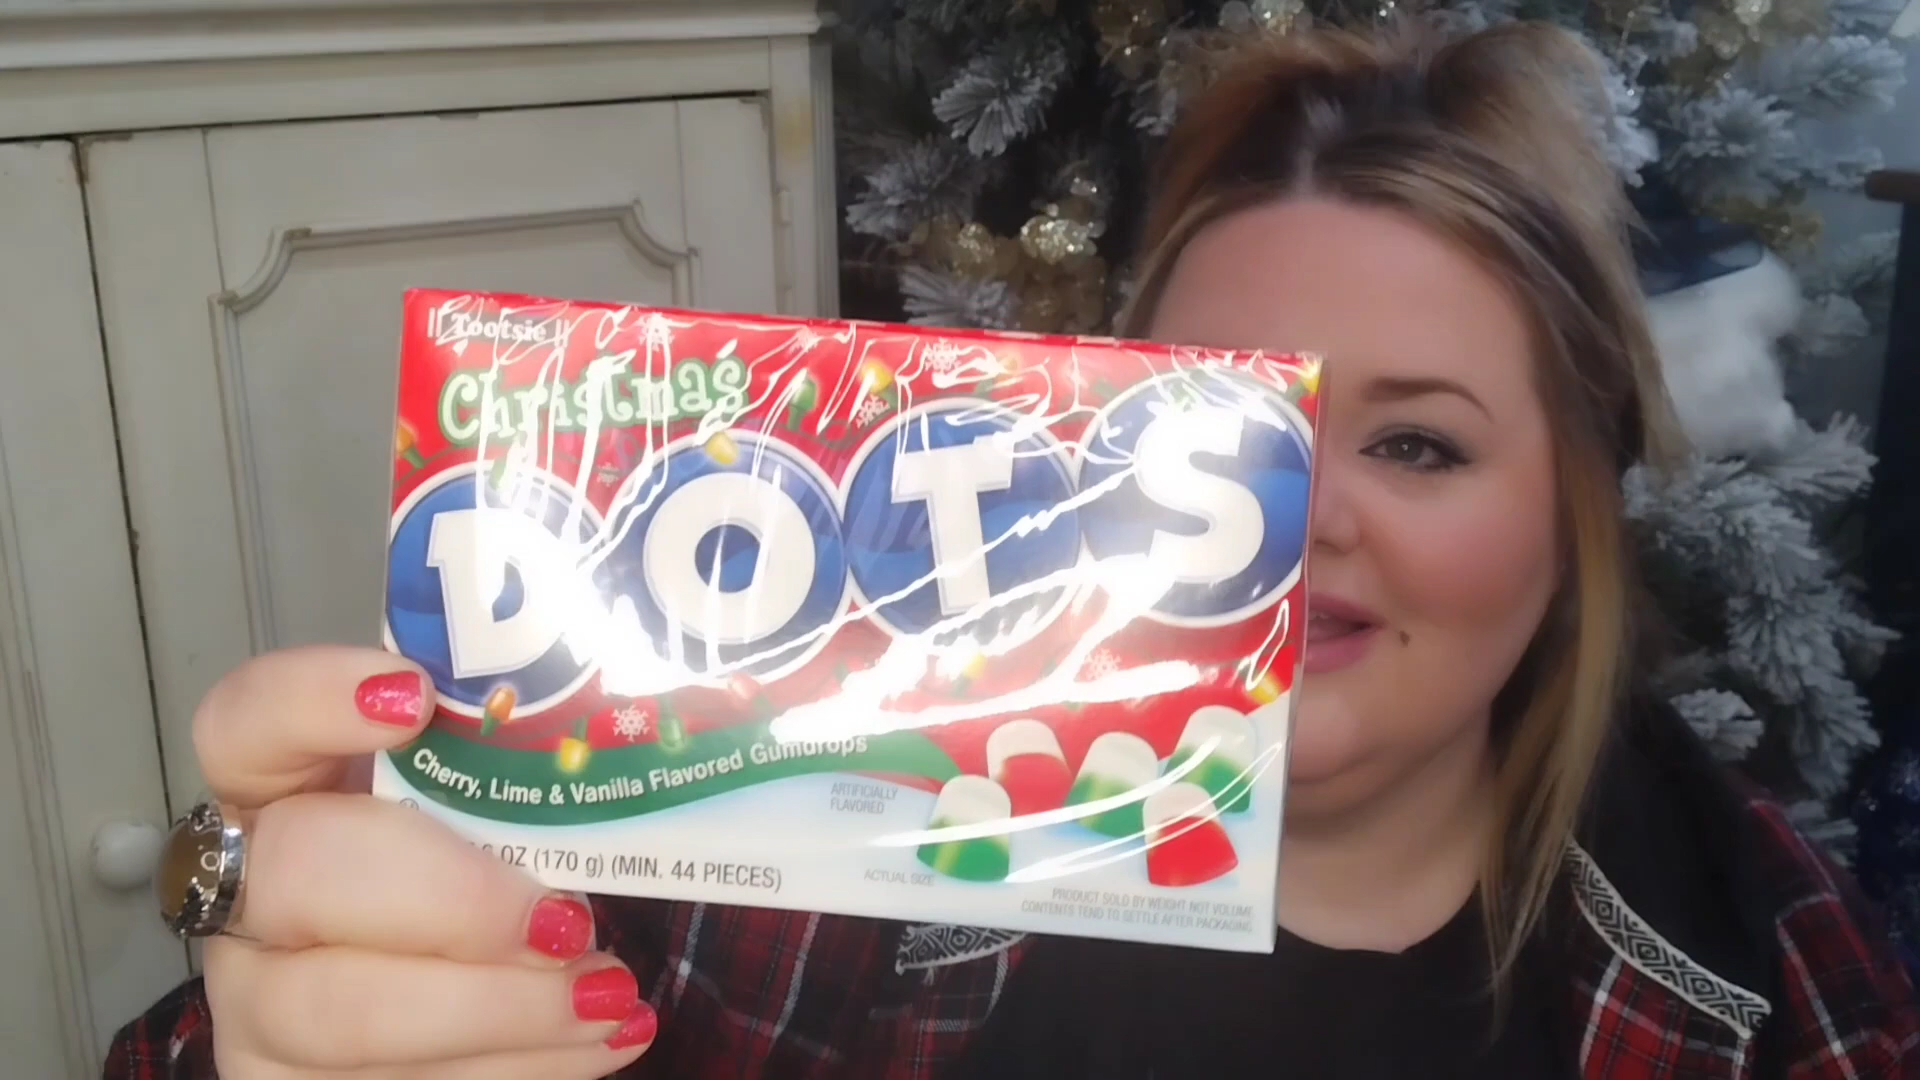 Tootsie
Christmas
DOTS
Cherry, Lime & Vanilla Flavored Gumdrops
ARTIFICIALLY
FLAVORED
OZ (170 g) (MIN. 44 PIECES)
ACTUAL SIZE
PRODUCT SOLD BY WEIGHT NOT VOLUME
CONTENTS TEND TO SETTLE AFTER PACKAGING